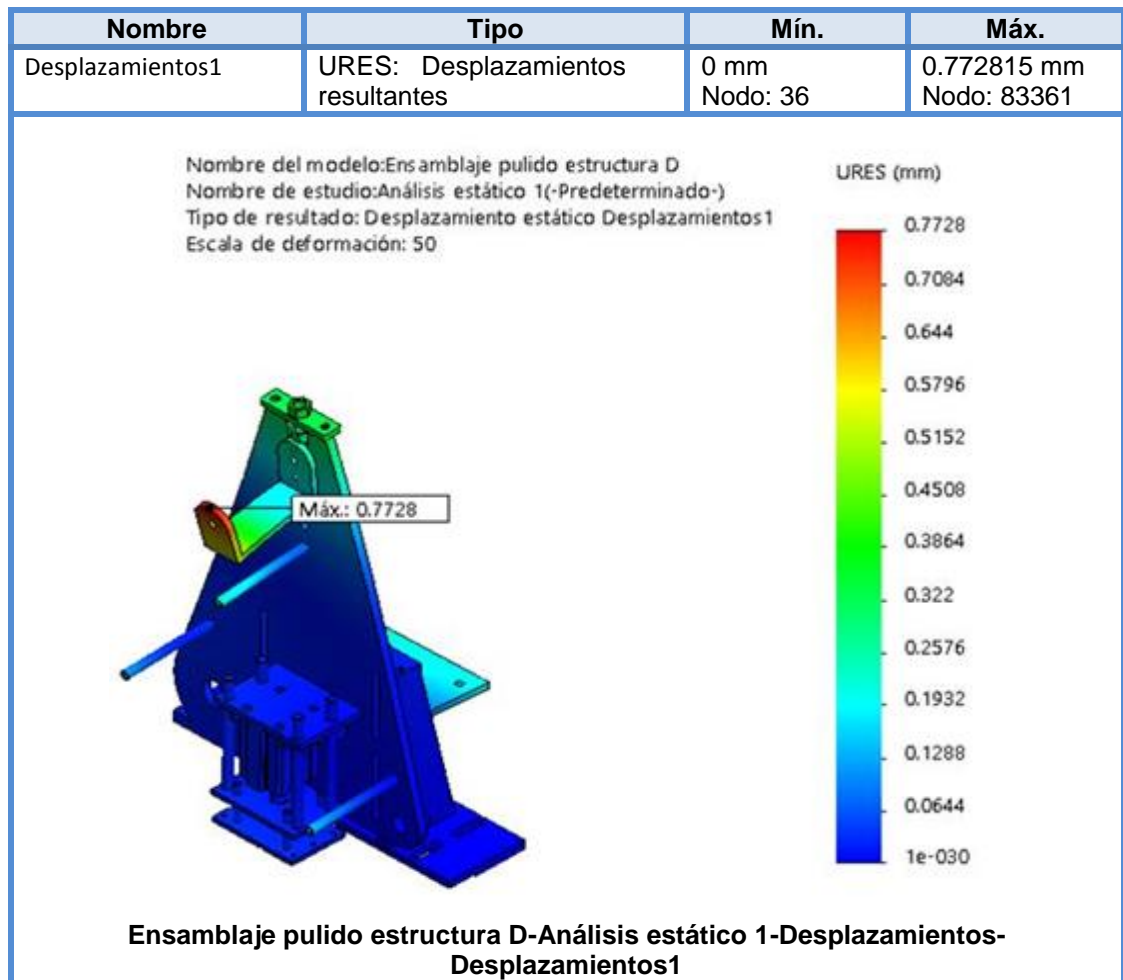 Nombre Tipo Mín. Máx.
Desplazamientos1 URES: Desplazamientos 0 mm 0.772815 mm
resultantes Nodo: 36 Nodo: 83361
Nombre del modelo:Ensamblaje pulido estructura D
Nombre de estudio:Análisis estático 1(-Predeterminado-)
Tipo de resultado: Desplazamiento estático Desplazamientos1
Escala de deformación: 50
URES (mm)
0.7728
0.7084
0.644
0.5796
0.5152
0.4508
0.3864
0.322
0.2576
0.1932
0.1288
0.0644
1e-030
Máx.: 0.7728
Ensamblaje pulido estructura D-Análisis estático 1-Desplazamientos-
Desplazamientos1